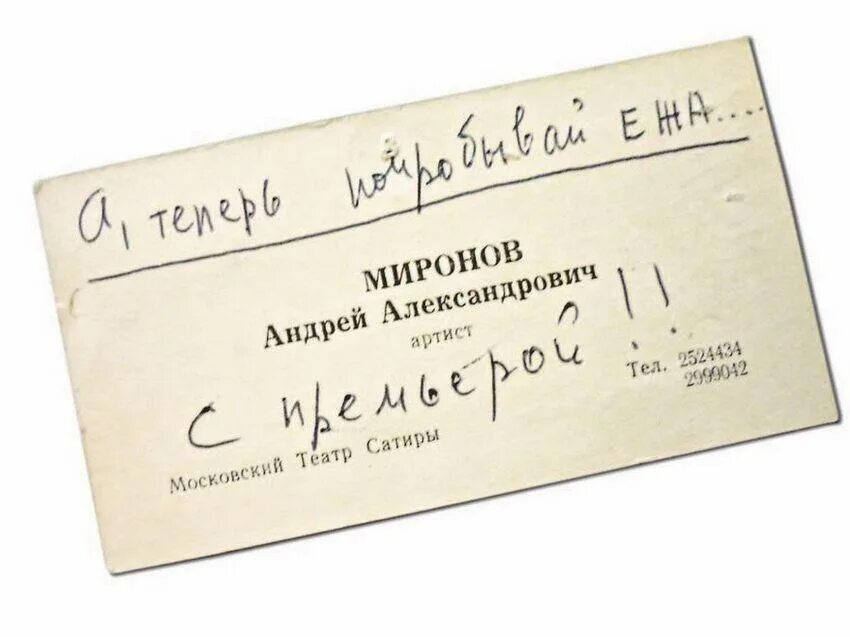 А, теперь попробывай ЕЖА....
МИРОНОВ
Андрей Александрович
артист
С премьерой!!
Тел. 2524434
2999042
Московский Театр Сатиры